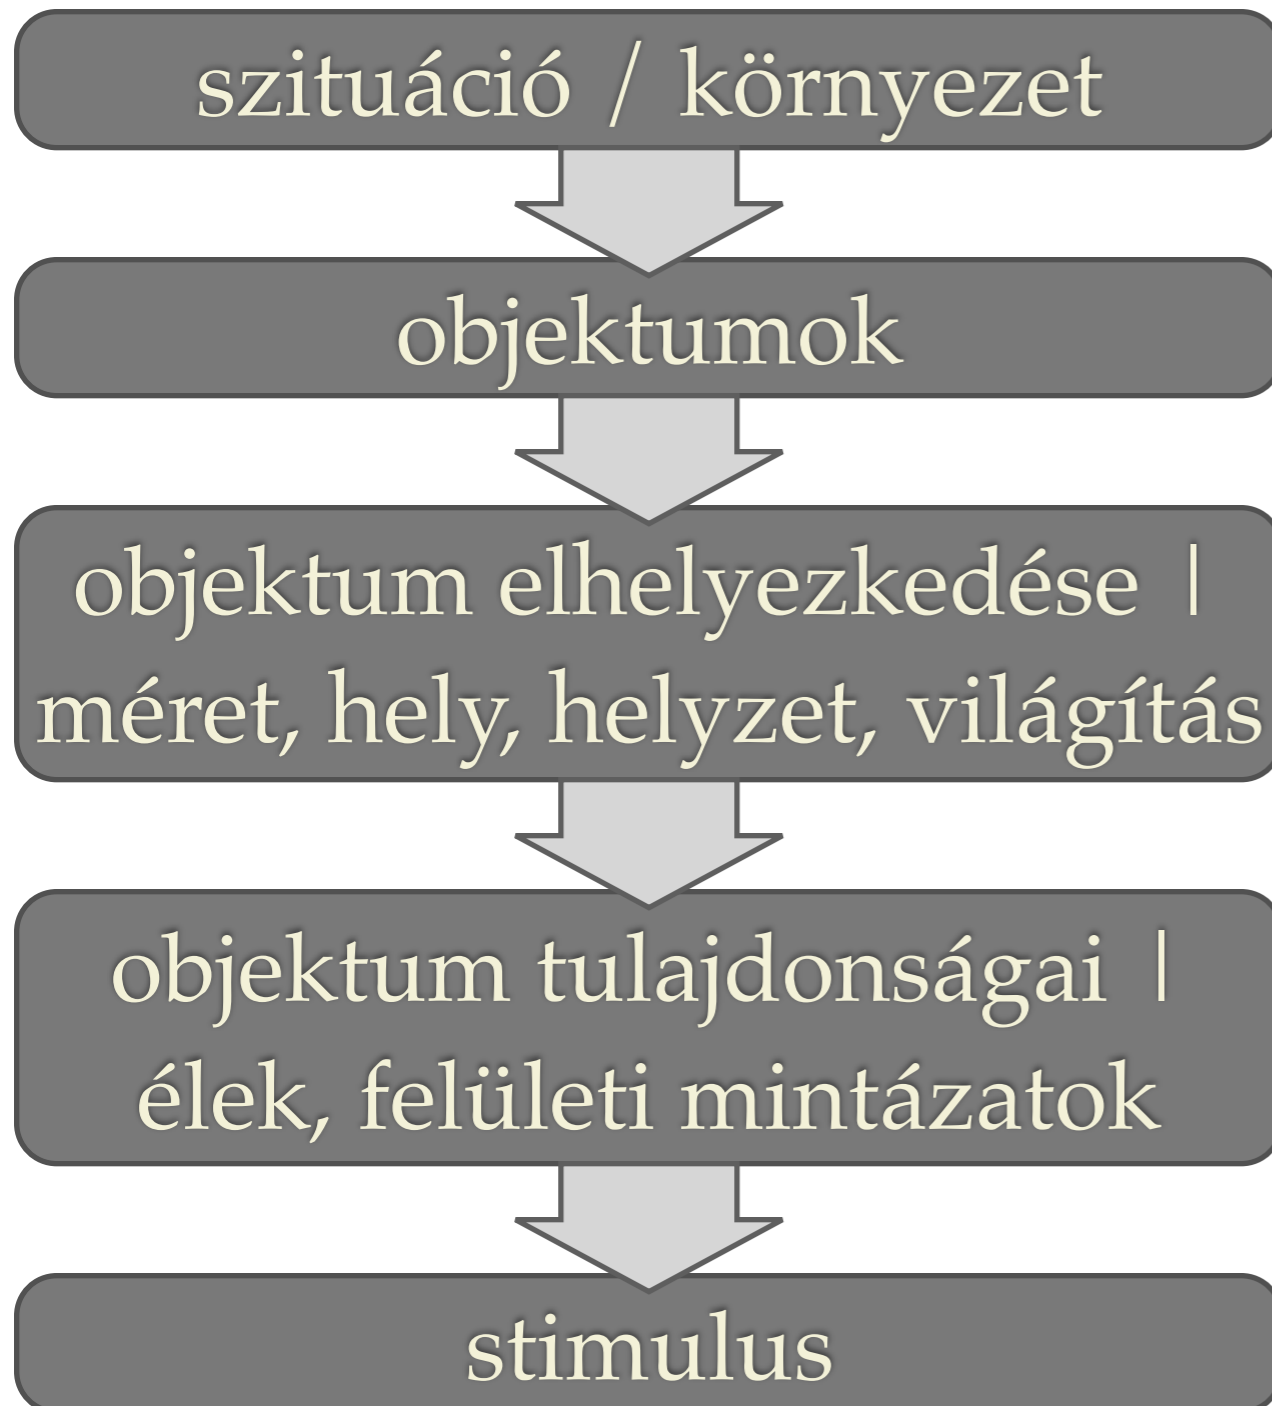 szituáció / környezet
objektumok
objektum elhelyezkedése |
méret, hely, helyzet, világítás
objektum tulajdonságai |
élek, felületi mintázatok
stimulus